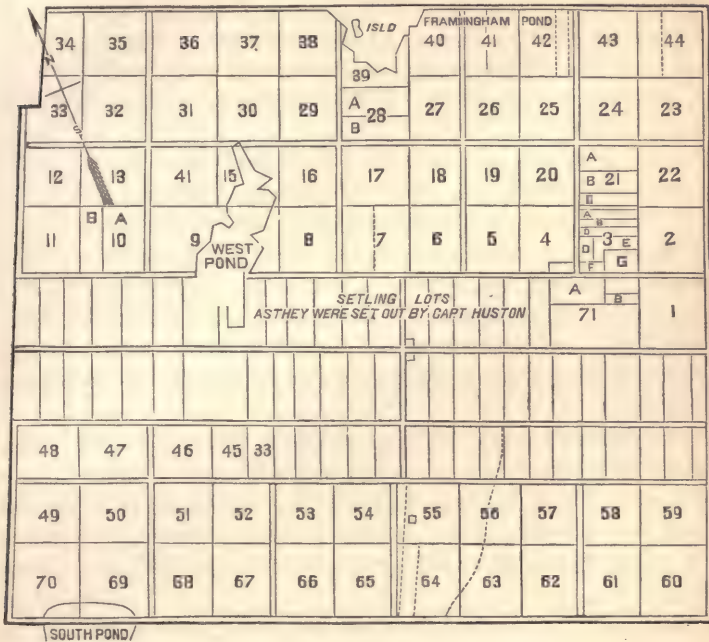 ISLD FRAMINGHAM POND
34 35 36 37 38 40 41 42 43 44
39
N
33 32 31 30 29 A 28 27 26 25 24 23
B
S
12 13 41 15 16 17 18 19 20 A 22
B 21
C
B A
11 10 9 8 7 6 5 4 A 2
B
D
D 3 E
F G
WEST
POND
SETLING LOTS
ASTHEY WERE SET OUT BY CAPT HUSTON
A
B
71 1
48 47 46 45 33
49 50 51 52 53 54 55 56 57 58 59
70 69 68 67 66 65 64 63 62 61 60
SOUTH POND